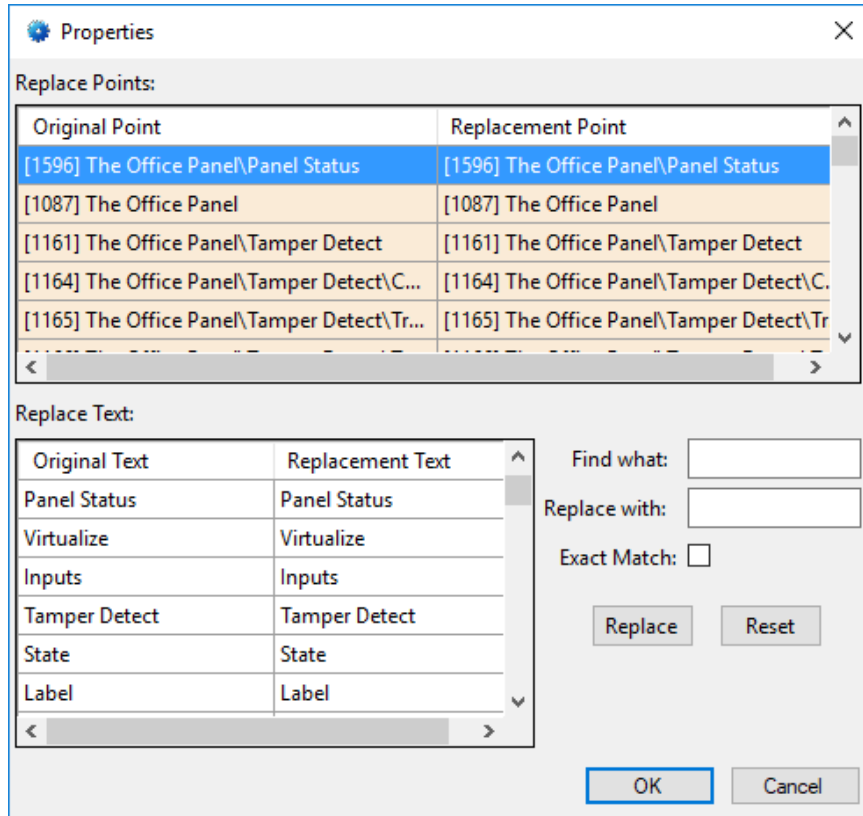 Properties
Replace Points:
Original Point Replacement Point
[1596] The Office Panel\Panel Status [1596] The Office Panel\Panel Status
[1087] The Office Panel [1087] The Office Panel
[1161] The Office Panel\Tamper Detect [1161] The Office Panel\Tamper Detect
[1164] The Office Panel\Tamper Detect\C... [1164] The Office Panel\Tamper Detect\C.
[1165] The Office Panel\Tamper Detect\Tr... [1165] The Office Panel\Tamper Detect\Tr
Replace Text:
Original Text Replacement Text
Panel Status Panel Status
Virtualize Virtualize
Inputs Inputs
Tamper Detect Tamper Detect
State State
Label Label
Find what:
Replace with:
Exact Match:
Replace Reset
OK Cancel